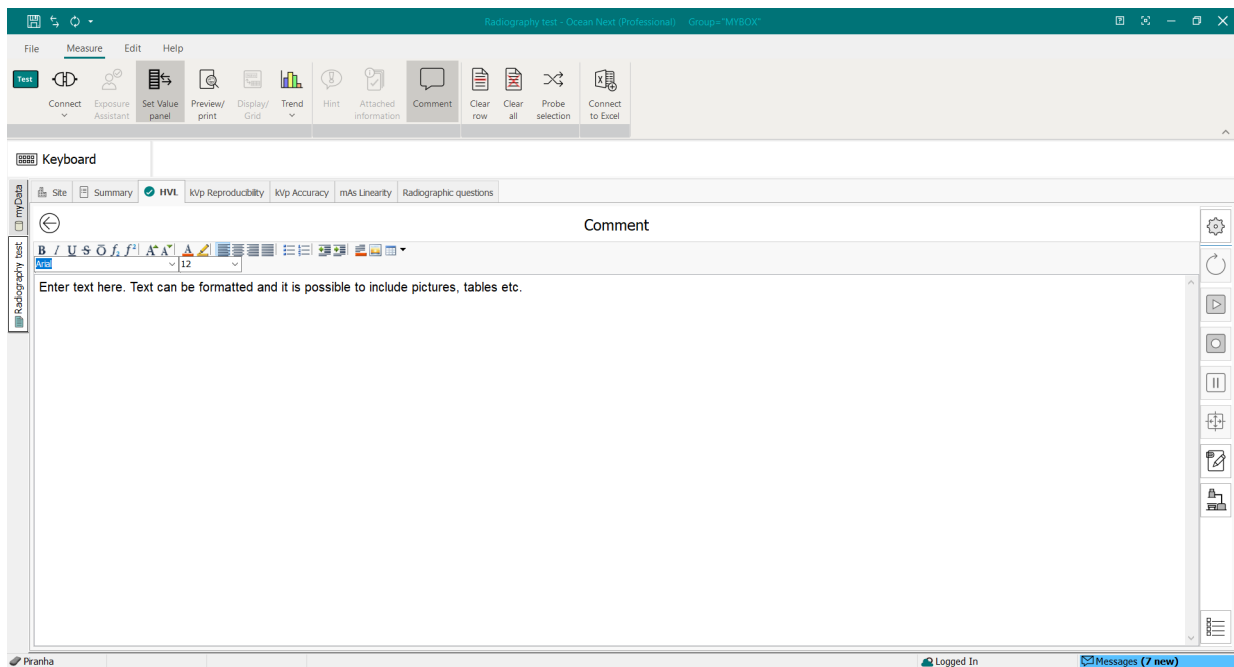 Radiography test - Ocean Next (Professional) Group="MYBOX"
File Measure Edit Help
Test
Connect Exposure Assistant Set Value panel Preview/ print Display/ Grid Trend Hint Attached information Comment Clear row Clear all Probe selection Connect to Excel
Keyboard
myData
Radiography test
Site Summary HVL kVp Reproducibility kVp Accuracy mAs Linearity Radiographic questions
Comment
B I U S O f₂ f² A A A
Arial 12
Enter text here. Text can be formatted and it is possible to include pictures, tables etc.
Piranha Logged In Messages (7 new)